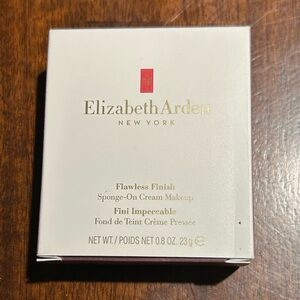 Elizabeth Arden
NEW YORK
Flawless Finish
Sponge-On Cream Makeup
Fini Impeccable
Fond de Teint Crème Pressée
NET WT. / POIDS NET 0.8 OZ. 23 g ℮